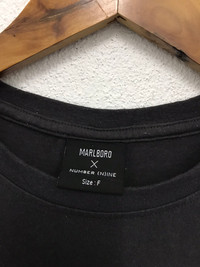 MARLBORO
X
NUMBER (N)INE
Size : F